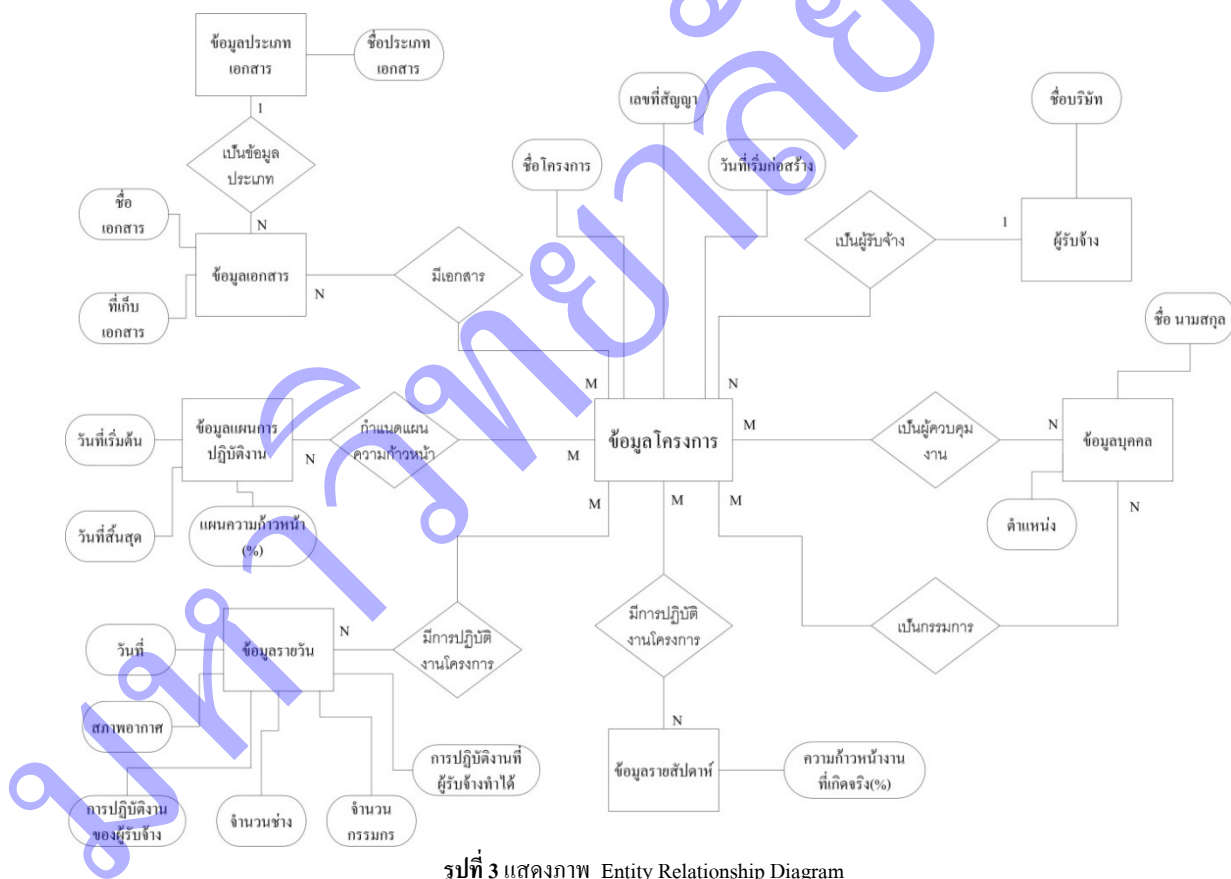 ข้อมูลประเภท
เอกสาร
ชื่อประเภท
เอกสาร
1
เป็นข้อมูล
ประเภท
N
ชื่อ
เอกสาร
ข้อมูลเอกสาร
ที่เก็บ
เอกสาร
N
มีเอกสาร
M
ชื่อโครงการ
เลขที่สัญญา
วันที่เริ่มก่อสร้าง
ชื่อบริษัท
เป็นผู้รับจ้าง
1
ผู้รับจ้าง
N
ชื่อ นามสกุล
วันที่เริ่มต้น
ข้อมูลแผนการ
ปฏิบัติงาน
N
กำแนดแผน
ความก้าวหน้า
M
ข้อมูลโครงการ
M
เป็นผู้ควบคุม
งาน
N
ข้อมูลบุคคล
ตำแหน่ง
N
วันที่สิ้นสุด
แผนความก้าวหน้า
(%)
M
M
M
วันที่
ข้อมูลรายวัน
N
มีการปฏิบัติ
งานโครงการ
มีการปฏิบัติ
งานโครงการ
เป็นกรรมการ
สภาพอากาศ
การปฏิบัติงาน
ของผู้รับจ้าง
จำนวนช่าง
จำนวน
กรรมกร
การปฏิบัติงานที่
ผู้รับจ้างทำได้
N
ข้อมูลรายสัปดาห์
ความก้าวหน้างาน
ที่เกิดจริง(%)
รูปที่ 3 แสดงภาพ Entity Relationship Diagram
มหาวิทยาลัย